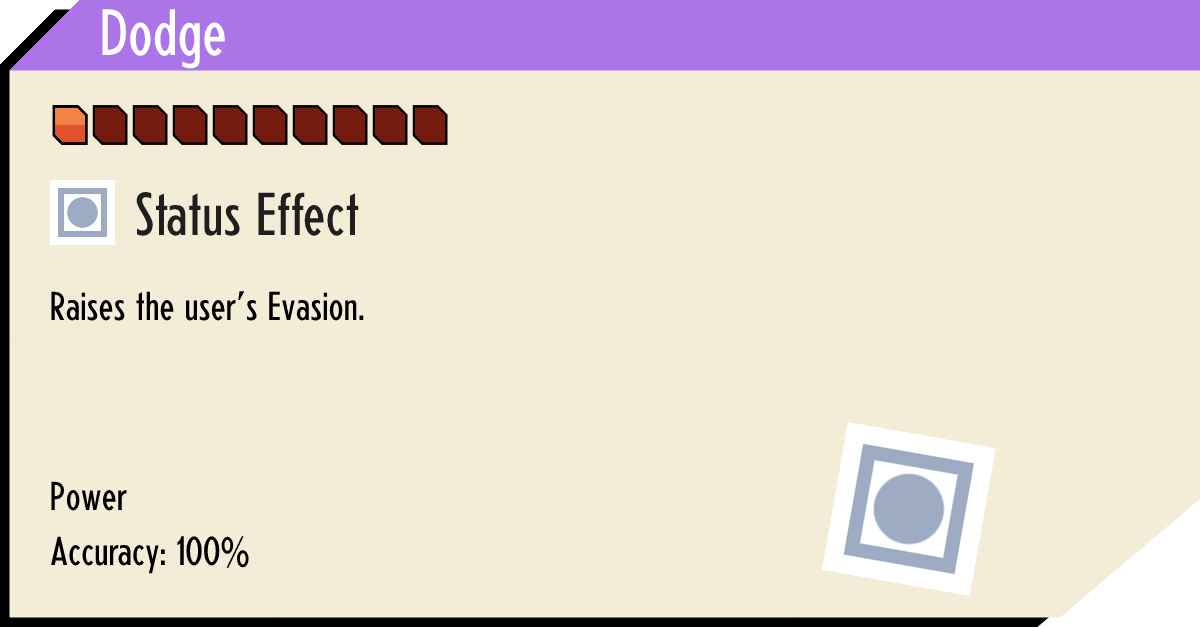 Dodge
Status Effect
Raises the user's Evasion.
Power
Accuracy: 100%